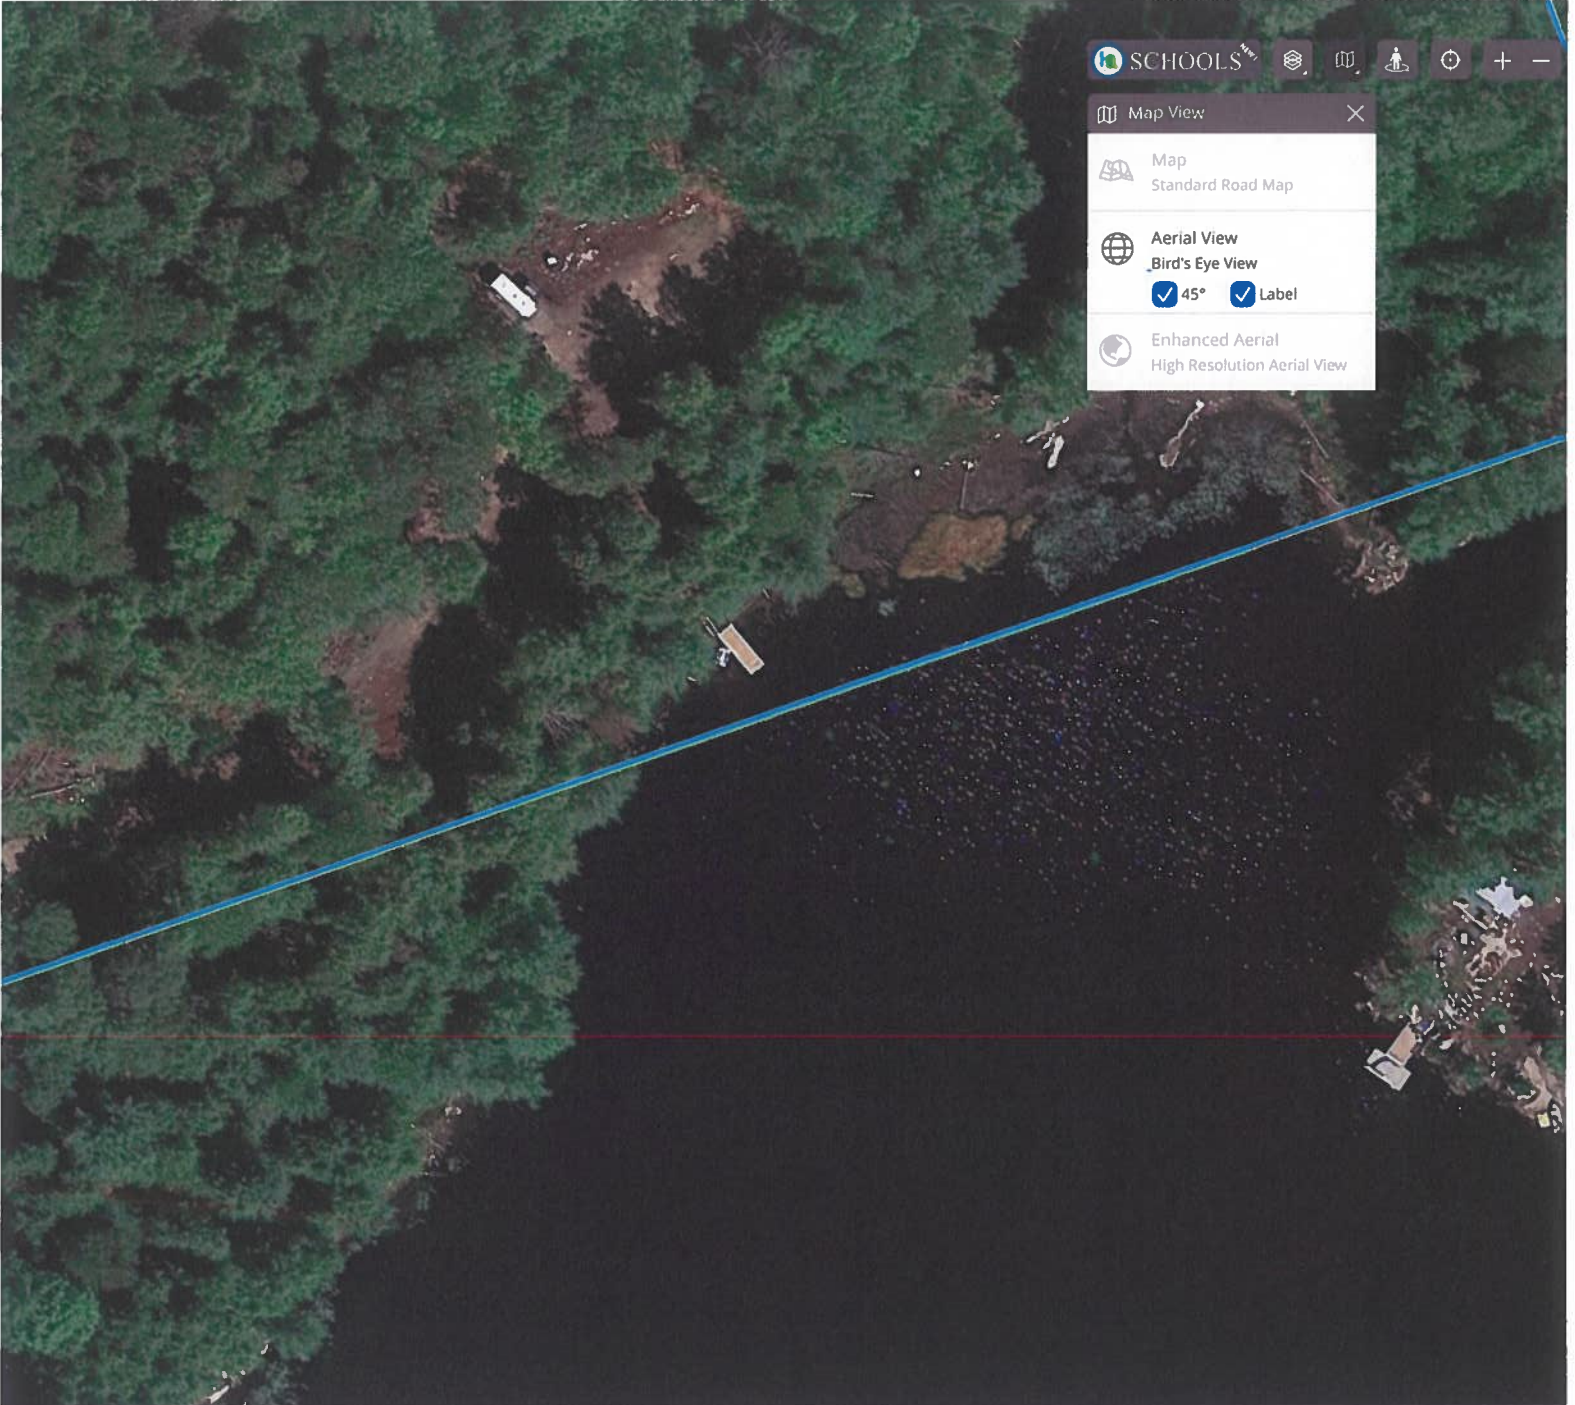 SCHOOLS NEW!
Map View
Map
Standard Road Map
Aerial View
Bird's Eye View
45° Label
Enhanced Aerial
High Resolution Aerial View